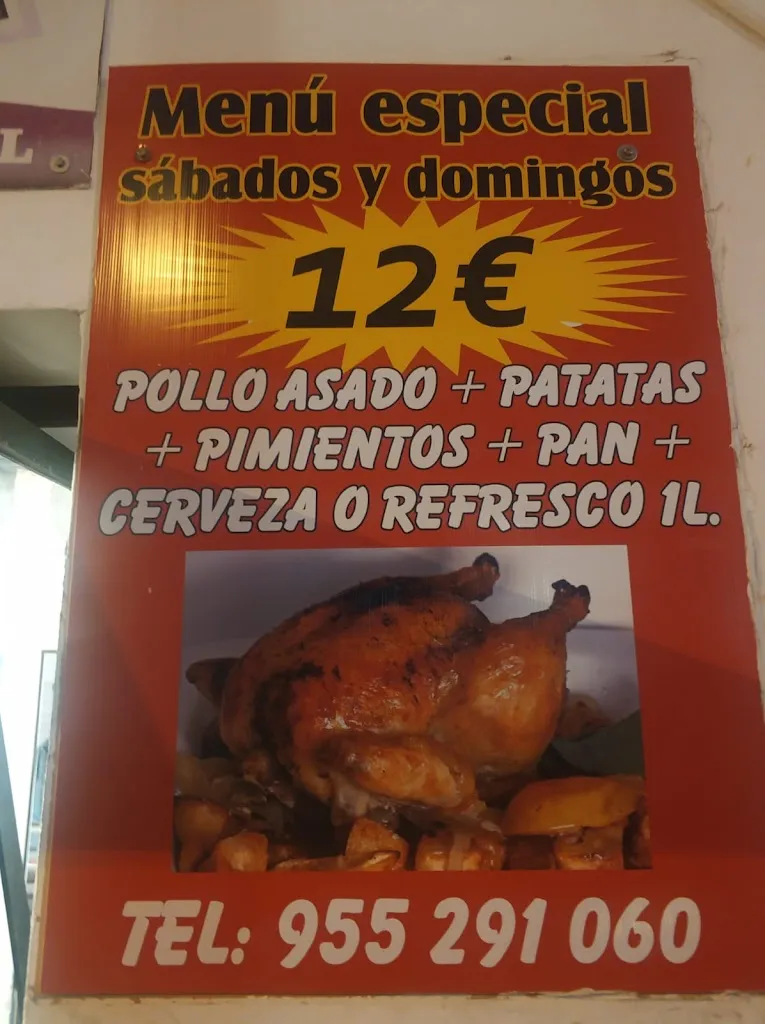 L
Menú especial
sábados y domingos
12€
POLLO ASADO + PATATAS
+ PIMIENTOS + PAN +
CERVEZA O REFRESCO 1L.
TEL: 955 291 060